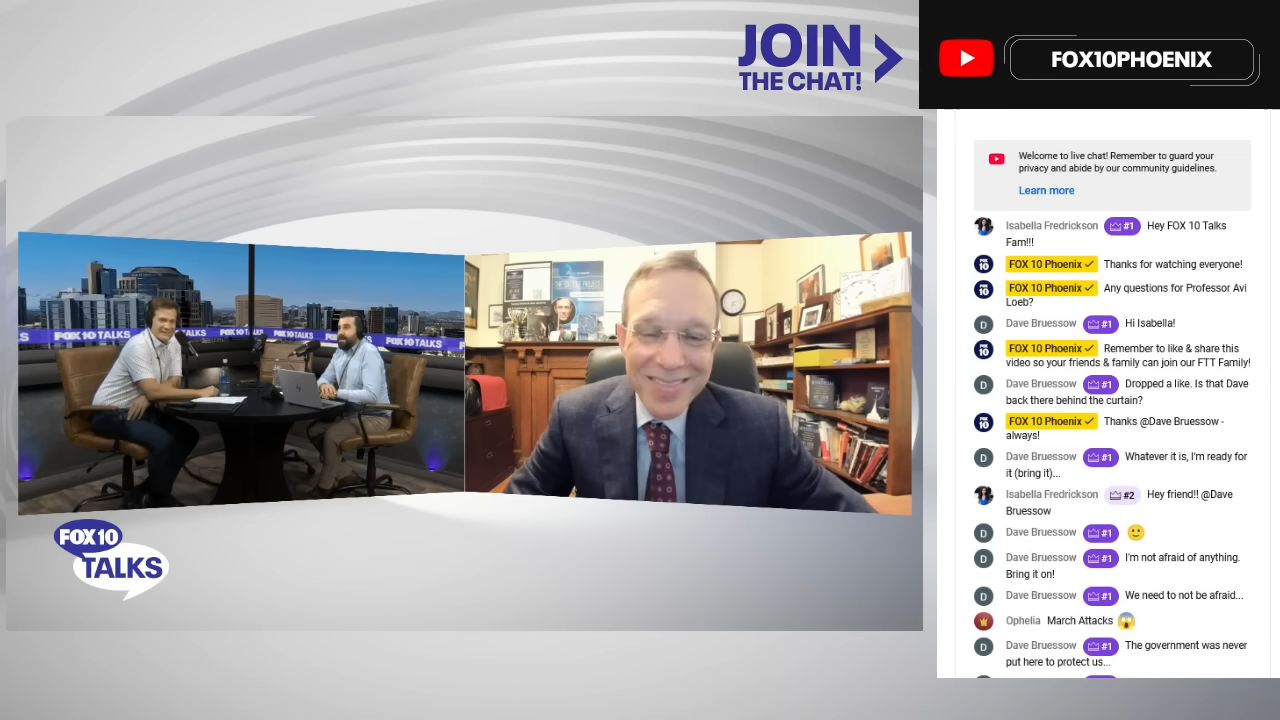 JOIN
THE CHAT!
FOX10PHOENIX
Welcome to live chat! Remember to guard your
privacy and abide by our community guidelines.
Learn more
Isabella Fredrickson #1 Hey FOX 10 Talks
Fam!!!
FOX 10 Phoenix ✓ Thanks for watching everyone!
FOX 10 Phoenix ✓ Any questions for Professor Avi
Loeb?
D Dave Bruessow #1 Hi Isabella!
FOX 10 Phoenix ✓ Remember to like & share this
video so your friends & family can join our FTT Family!
D Dave Bruessow #1 Dropped a like. Is that Dave
back there behind the curtain?
FOX 10 Phoenix ✓ Thanks @Dave Bruessow -
always!
D Dave Bruessow #1 Whatever it is, I'm ready for
it (bring it)...
Isabella Fredrickson #2 Hey friend!! @Dave
Bruessow
D Dave Bruessow #1 🙂
D Dave Bruessow #1 I'm not afraid of anything.
Bring it on!
D Dave Bruessow #1 We need to not be afraid...
Ophelia March Attacks 😱
D Dave Bruessow #1 The government was never
put here to protect us...
FOX10 TALKS
FOX10 TALKS
FOX10 TALKS
FOX10 TALKS
FOX 10
TALKS